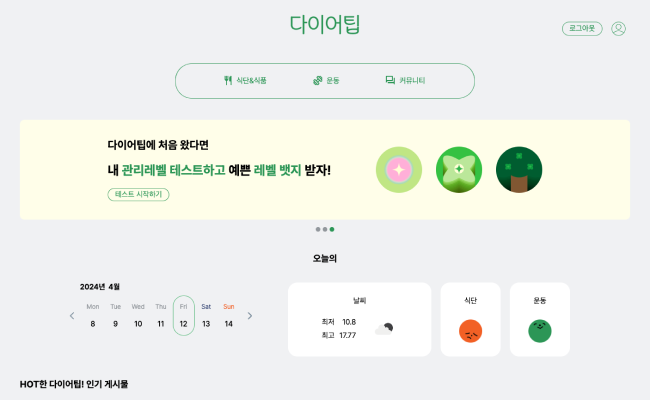 다이어팁
로그아웃
식단&식품 운동 커뮤니티
다이어팁에 처음 왔다면
내 관리레벨 테스트하고 예쁜 레벨 뱃지 받자!
테스트 시작하기
오늘의
2024년 4월
Mon Tue Wed Thu Fri Sat Sun
8 9 10 11 12 13 14
날씨
최저 10.8
최고 17.77
식단
운동
HOT한 다이어팁! 인기 게시물